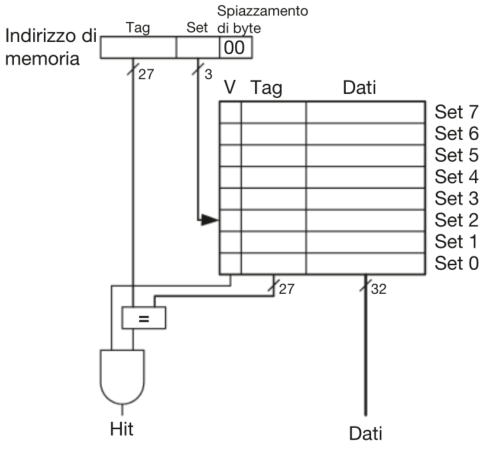 Spiazzamento
Tag Set di byte
Indirizzo di
memoria
00
27 3
V Tag Dati
Set 7
Set 6
Set 5
Set 4
Set 3
Set 2
Set 1
Set 0
27 32
=
Hit
Dati